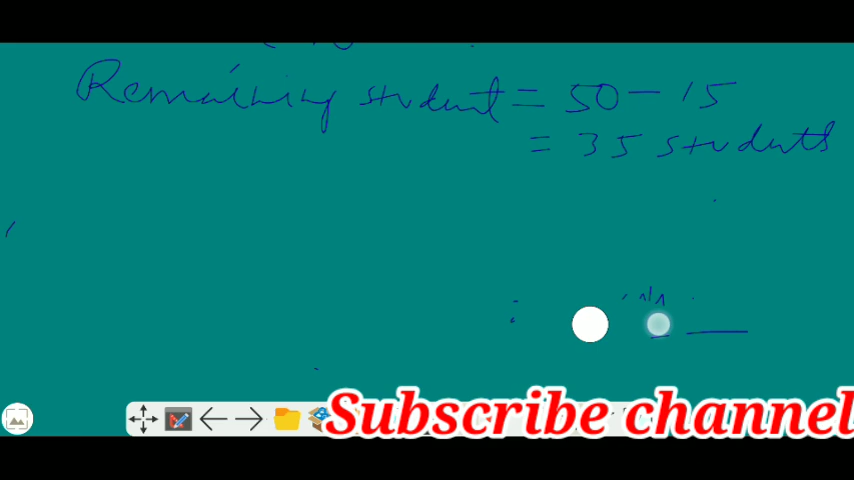 Remaining student = 50 - 15
= 35 students
Subscribe channel